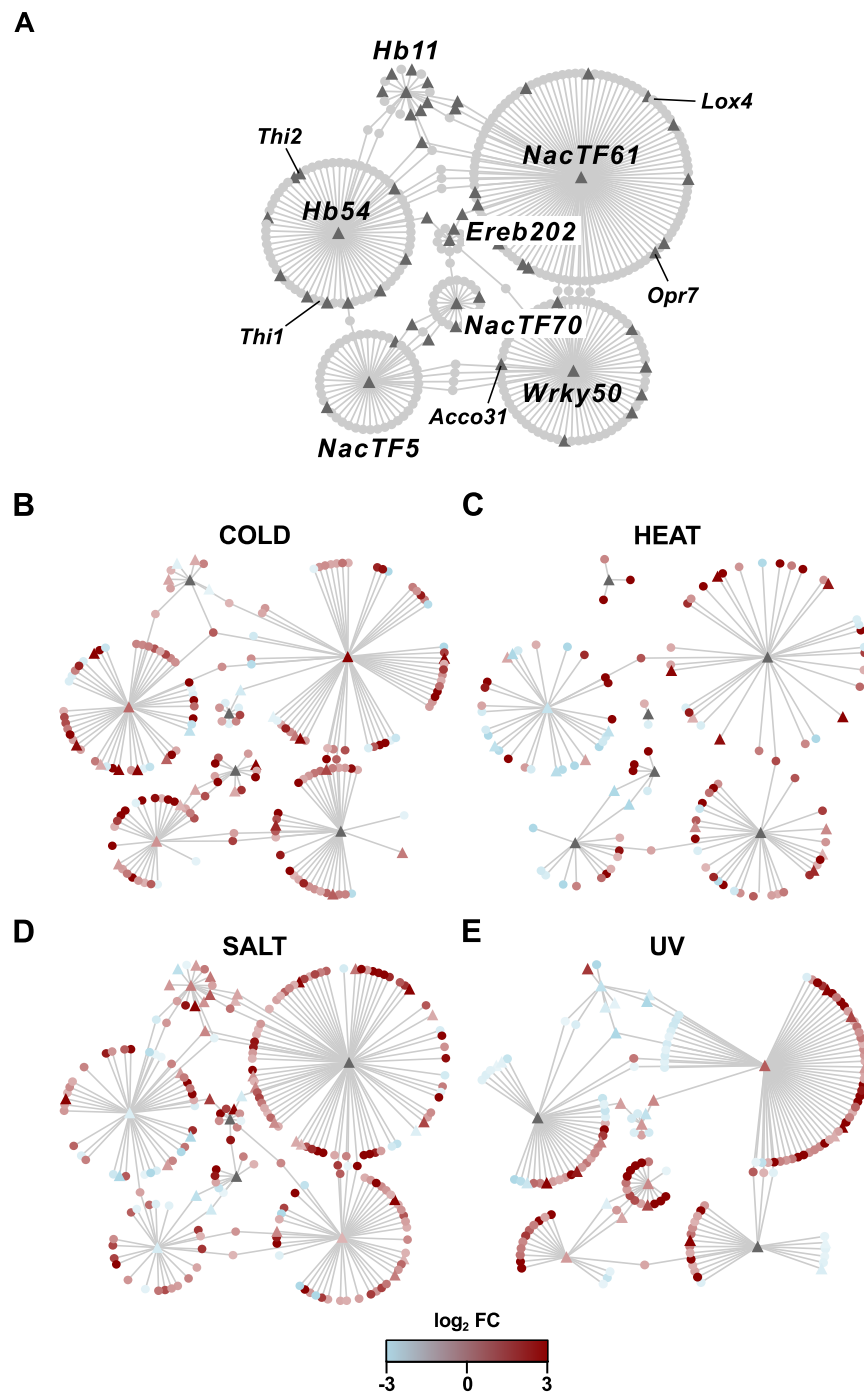 A
Hb11
Lox4
Thi2
NacTF61
Hb54
Ereb202
Opr7
Thi1
NacTF70
Acco31
Wrky50
NacTF5
B
COLD
C
HEAT
D
SALT
E
UV
log₂ FC
-3 0 3